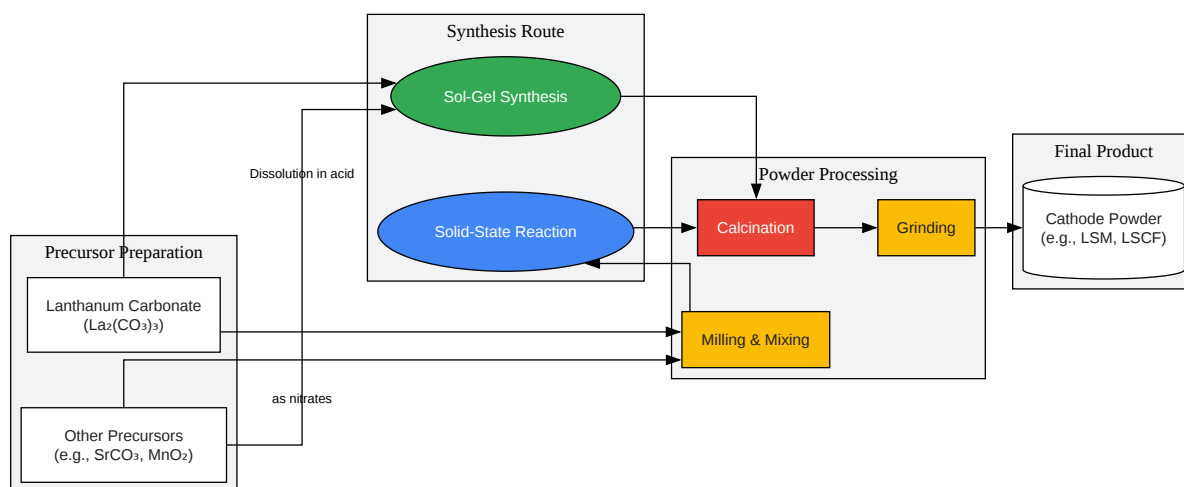 Synthesis Route
Sol-Gel Synthesis
Dissolution in acid
Solid-State Reaction
Precursor Preparation
Lanthanum Carbonate
(La₂(CO₃)₃)
as nitrates
Other Precursors
(e.g., SrCO₃, MnO₂)
Powder Processing
Calcination
Grinding
Milling & Mixing
Final Product
Cathode Powder
(e.g., LSM, LSCF)